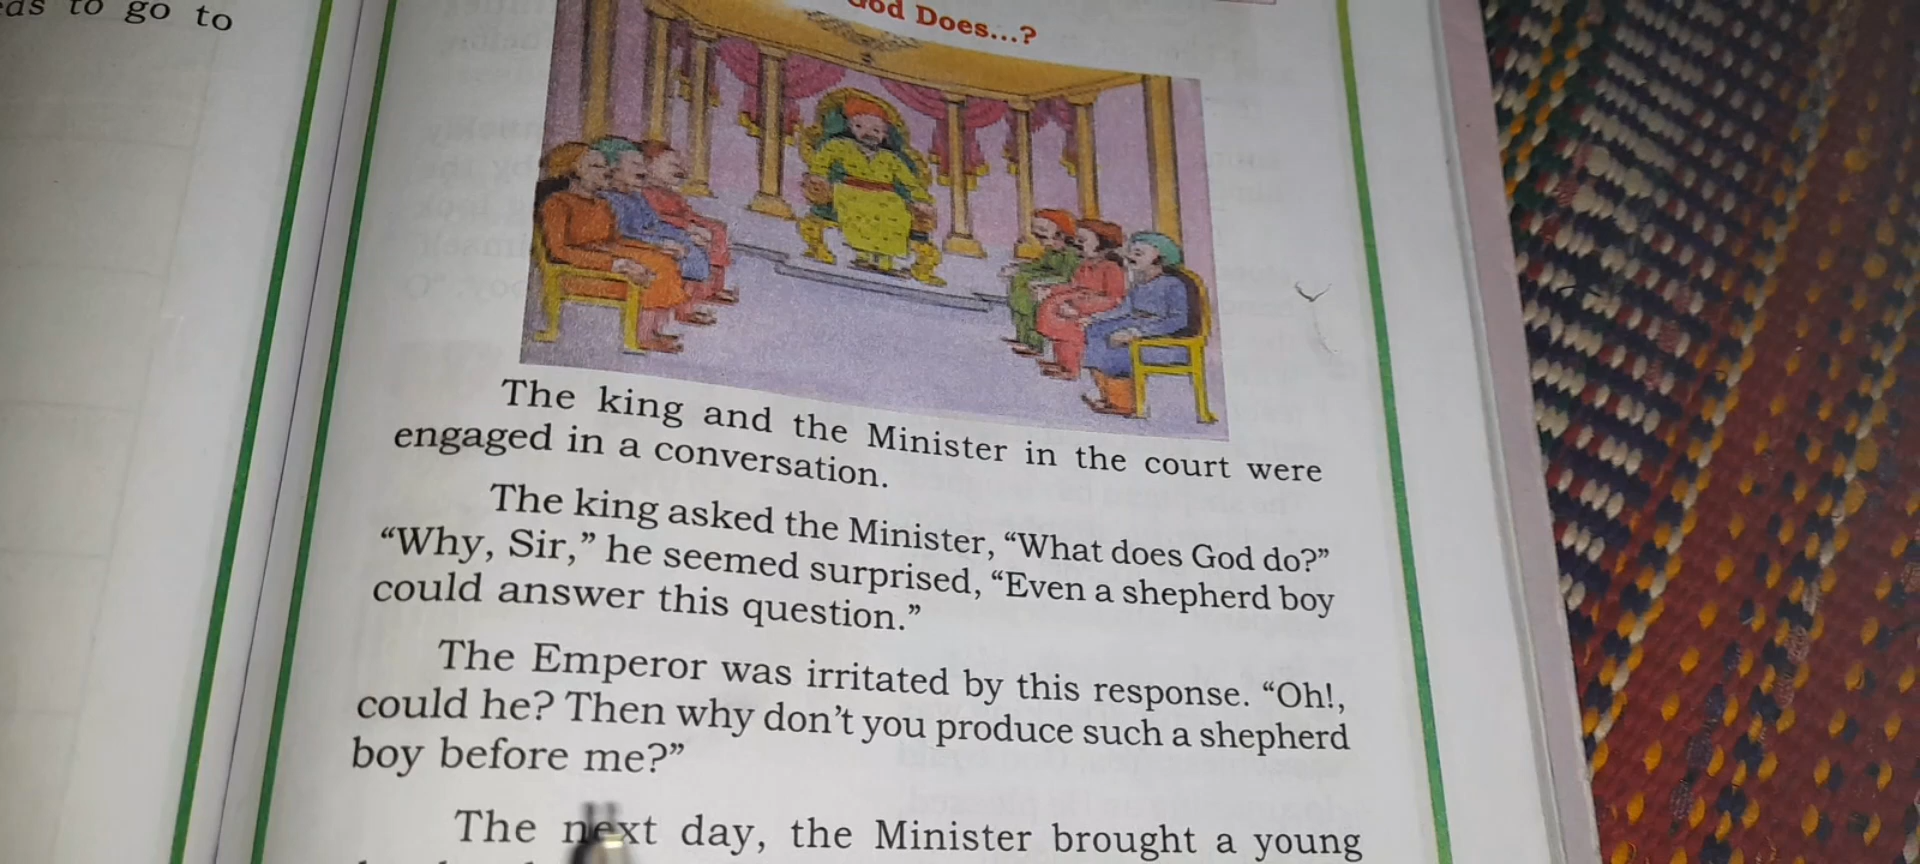 to go to
God Does...?
The king and the Minister in the court were
engaged in a conversation.
The king asked the Minister, “What does God do?”
“Why, Sir,” he seemed surprised, “Even a shepherd boy
could answer this question.”
The Emperor was irritated by this response. “Oh!,
could he? Then why don’t you produce such a shepherd
boy before me?”
The next day, the Minister brought a young